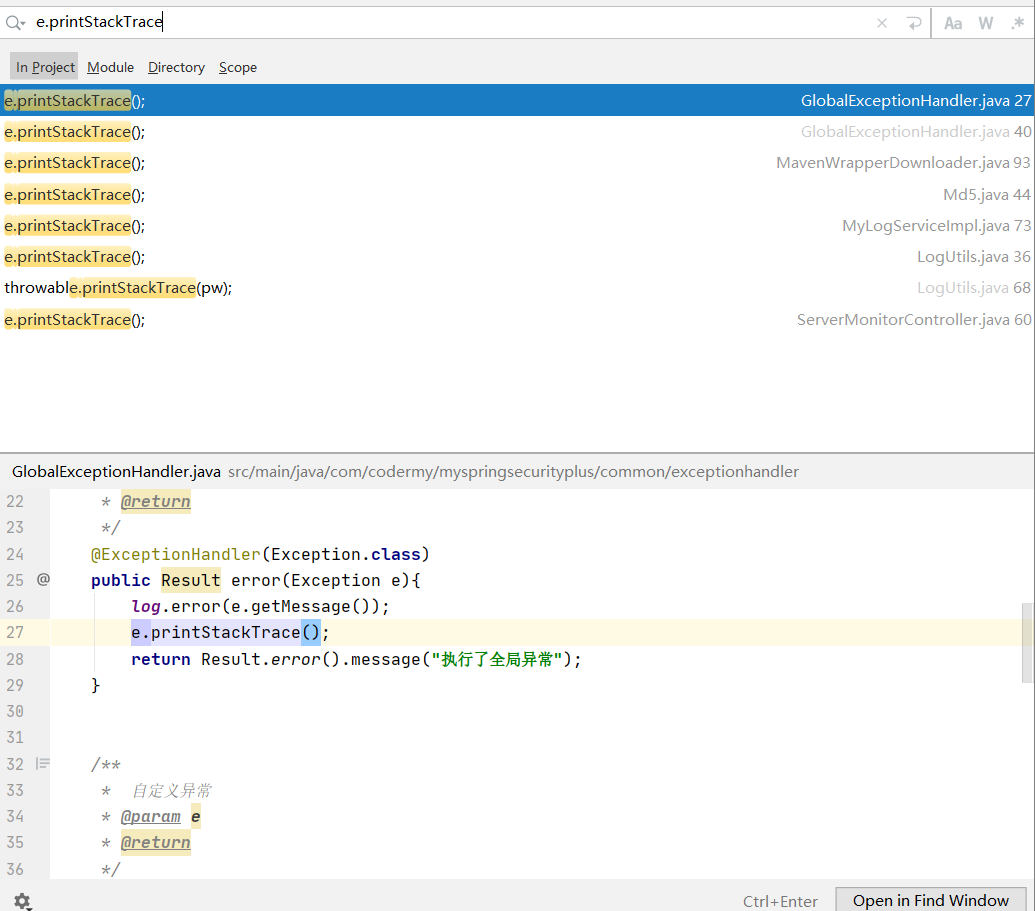 e.printStackTrace
Aa W .*
In Project Module Directory Scope
e.printStackTrace(); GlobalExceptionHandler.java 27
e.printStackTrace(); GlobalExceptionHandler.java 40
e.printStackTrace(); MavenWrapperDownloader.java 93
e.printStackTrace(); Md5.java 44
e.printStackTrace(); MyLogServiceImpl.java 73
e.printStackTrace(); LogUtils.java 36
throwable.printStackTrace(pw); LogUtils.java 68
e.printStackTrace(); ServerMonitorController.java 60
GlobalExceptionHandler.java src/main/java/com/codermy/myspringsecurityplus/common/exceptionhandler
22 * @return
23 */
24 @ExceptionHandler(Exception.class)
25 @ public Result error(Exception e){
26 log.error(e.getMessage());
27 e.printStackTrace();
28 return Result.error().message("执行了全局异常");
29 }
30
31
32 /**
33 * 自定义异常
34 * @param e
35 * @return
36 */
Ctrl+Enter Open in Find Window